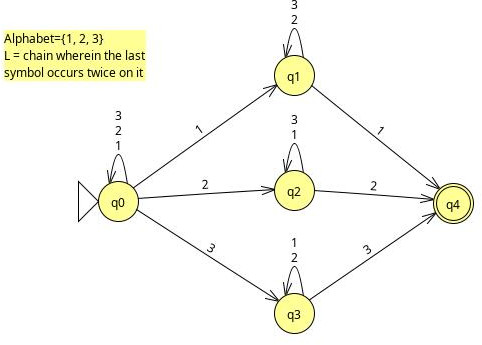 Alphabet={1, 2, 3}
L = chain wherein the last
symbol occurs twice on it
3
2
q1
1
1
3
2
1
q0
3
1
2
q2
2
q4
3
1
2
3
q3